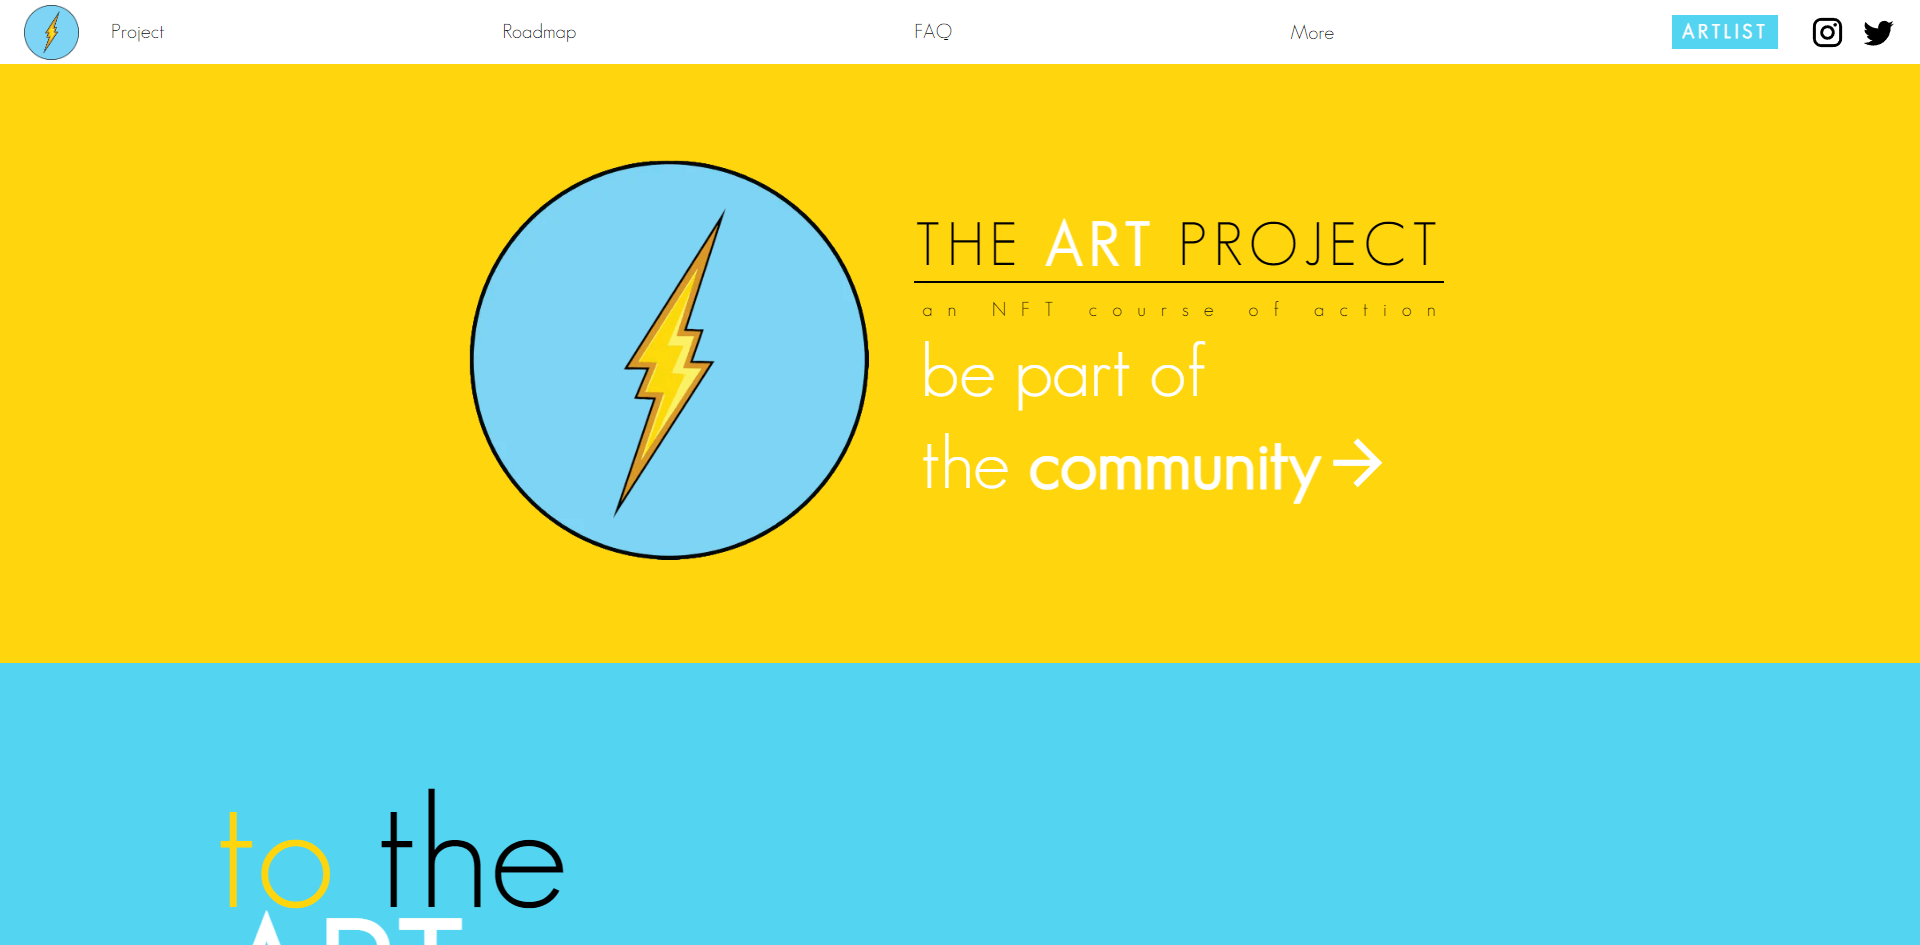 Project
Roadmap
FAQ
More
ARTLIST
THE ART PROJECT
an NFT course of action
be part of
the community→
to the
ART